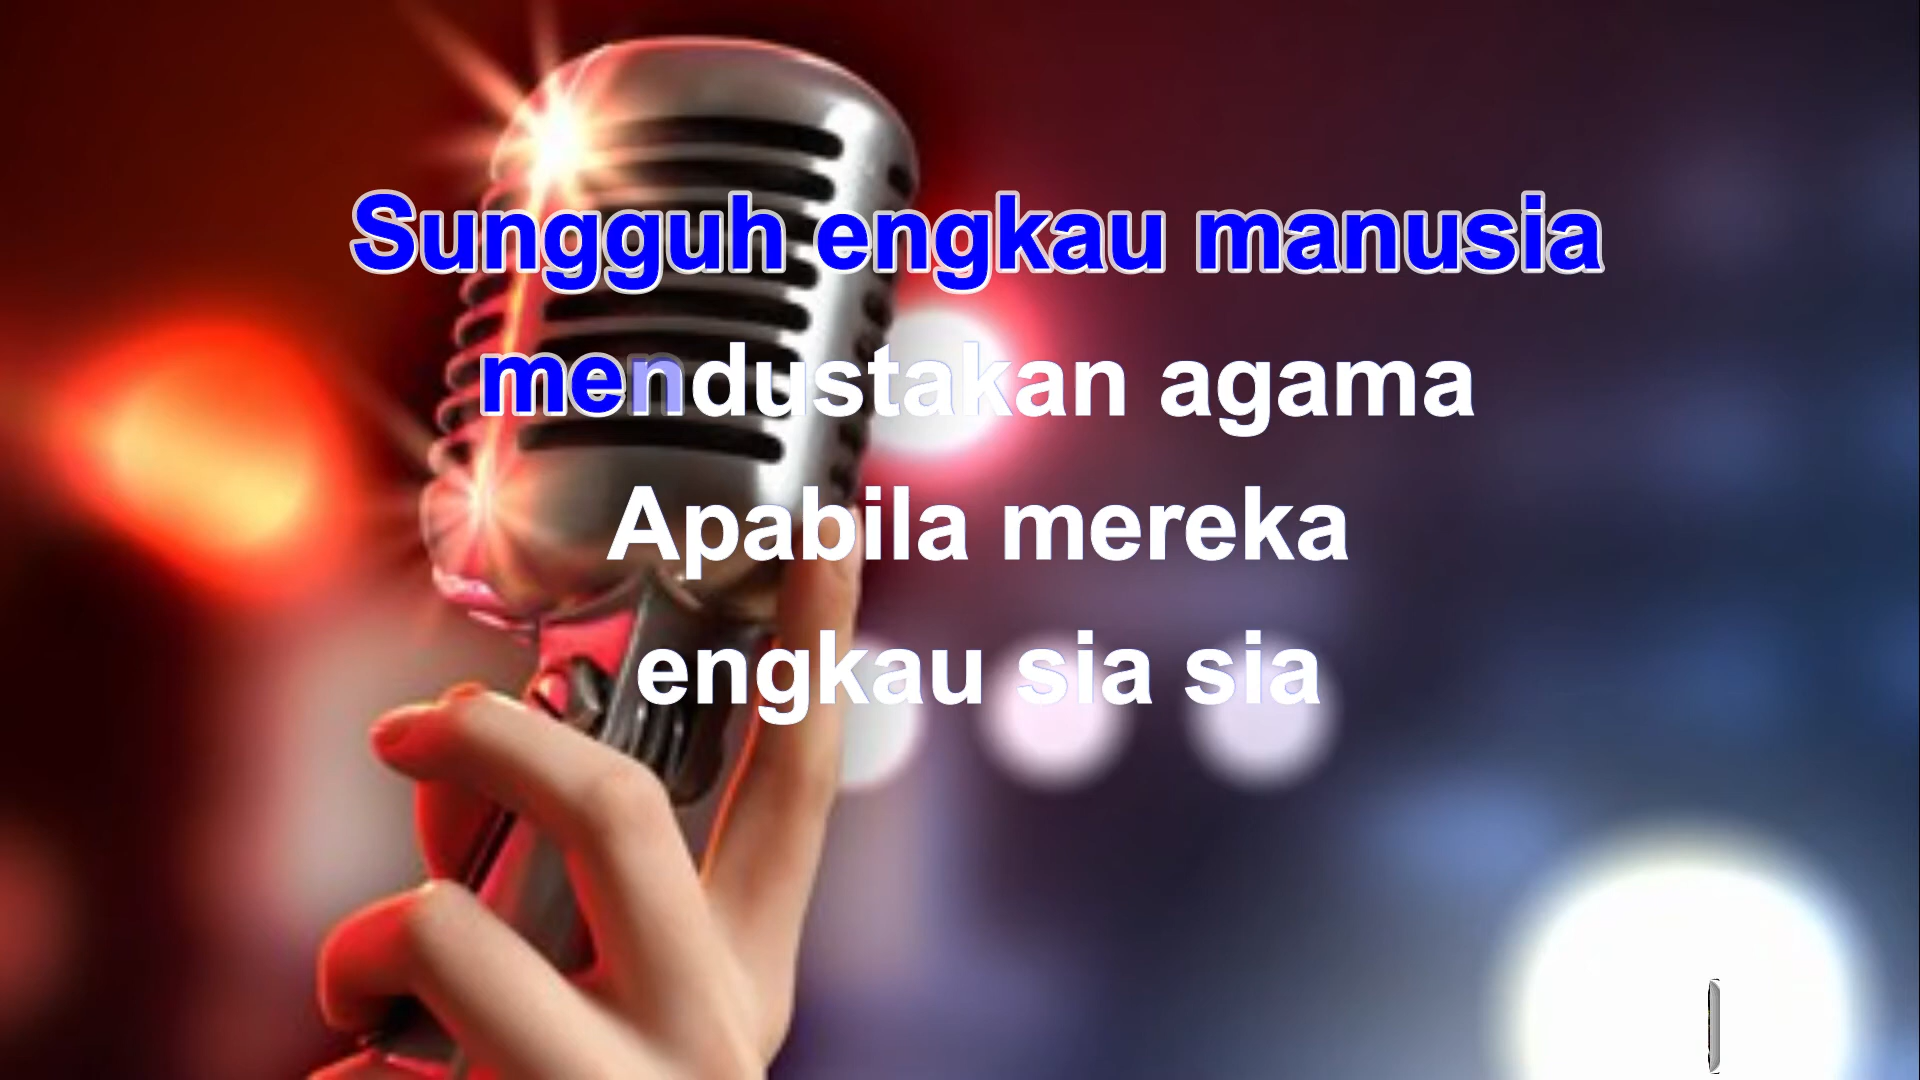 Sungguh engkau manusia
mendustakan agama
Apabila mereka
engkau sia sia